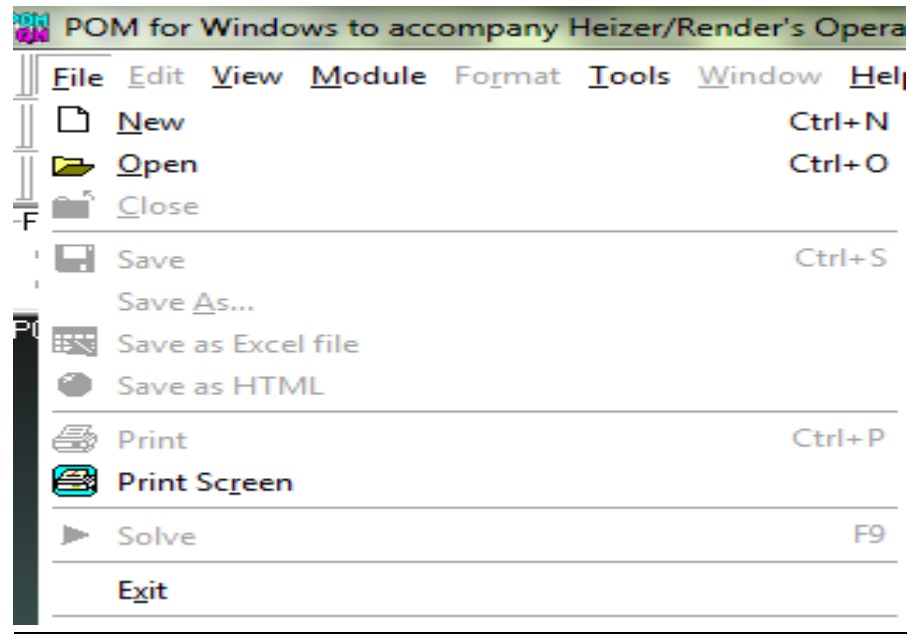 POM for Windows to accompany Heizer/Render's Opera
File Edit View Module Format Tools Window Help
New Ctrl+N
Open Ctrl+O
Close
Save Ctrl+S
Save As...
Save as Excel file
Save as HTML
Print Ctrl+P
Print Screen
Solve F9
Exit